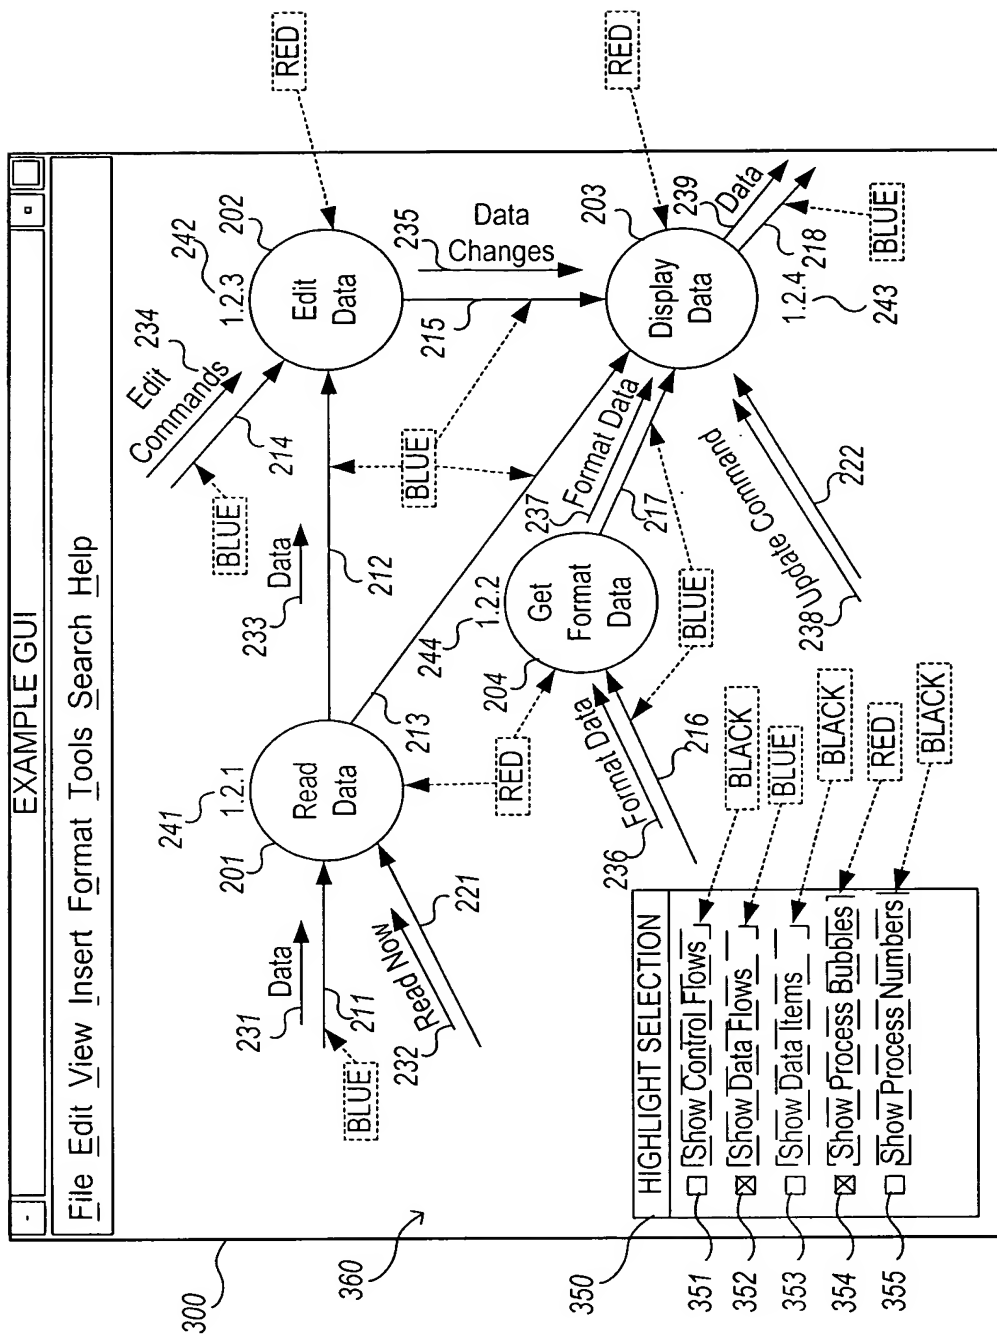 EXAMPLE GUI
File Edit View Insert Format Tools Search Help
300
360
Edit
Commands
234
214
BLUE
242
1.2.3
202
Edit
Data
RED
233
Data
212
241
1.2.1
201
Read
Data
231
Data
211
BLUE
232
Read Now
221
213
BLUE
215
235
Data
Changes
RED
203
Display
Data
239
Data
218
BLUE
1.2.4
243
237
Format Data
217
244
1.2.2
204
Get
Format
Data
RED
BLUE
236
Format Data
216
238
Update Command
222
350
HIGHLIGHT SELECTION
351
Show Control Flows
BLACK
352
Show Data Flows
BLUE
353
Show Data Items
BLACK
354
Show Process Bubbles
RED
355
Show Process Numbers
BLACK